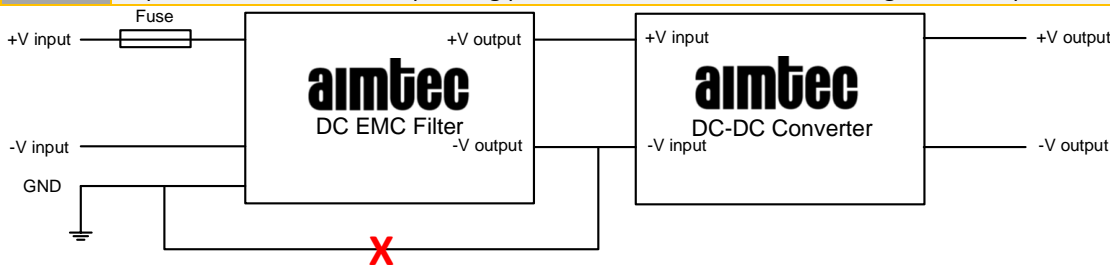 Fuse
+V input
+V output
+V input
+V output
aimtec
DC EMC Filter
aimtec
DC-DC Converter
-V input
-V output
-V input
-V output
GND
X